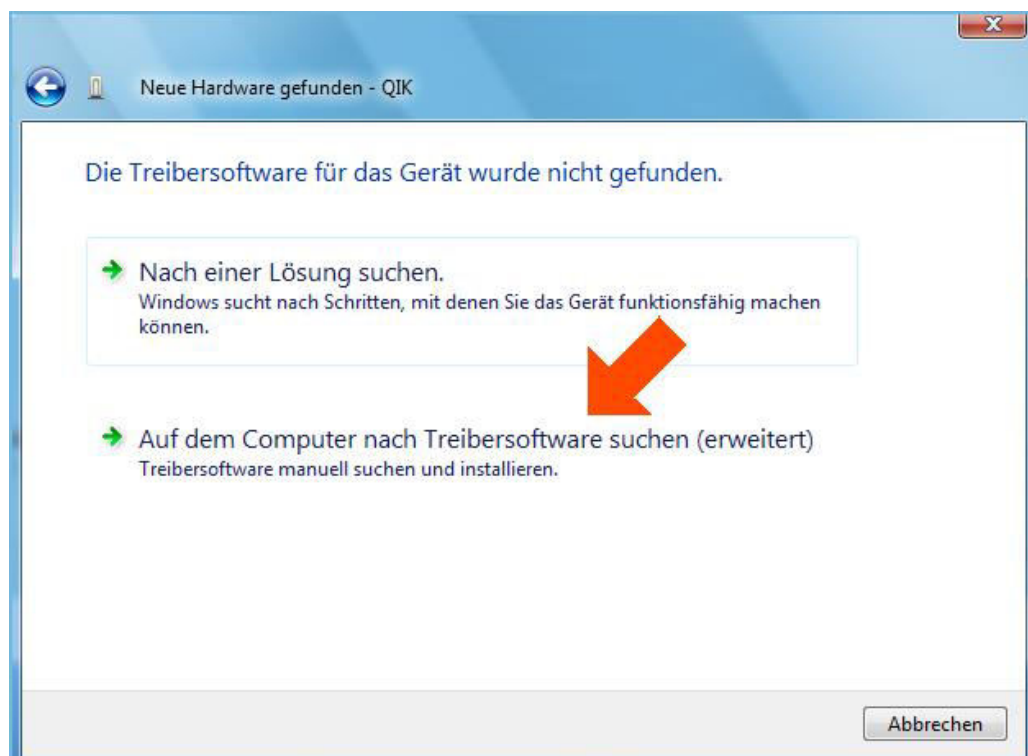 Neue Hardware gefunden - QIK
Die Treibersoftware für das Gerät wurde nicht gefunden.
Nach einer Lösung suchen.
Windows sucht nach Schritten, mit denen Sie das Gerät funktionsfähig machen
können.
Auf dem Computer nach Treibersoftware suchen (erweitert)
Treibersoftware manuell suchen und installieren.
Abbrechen